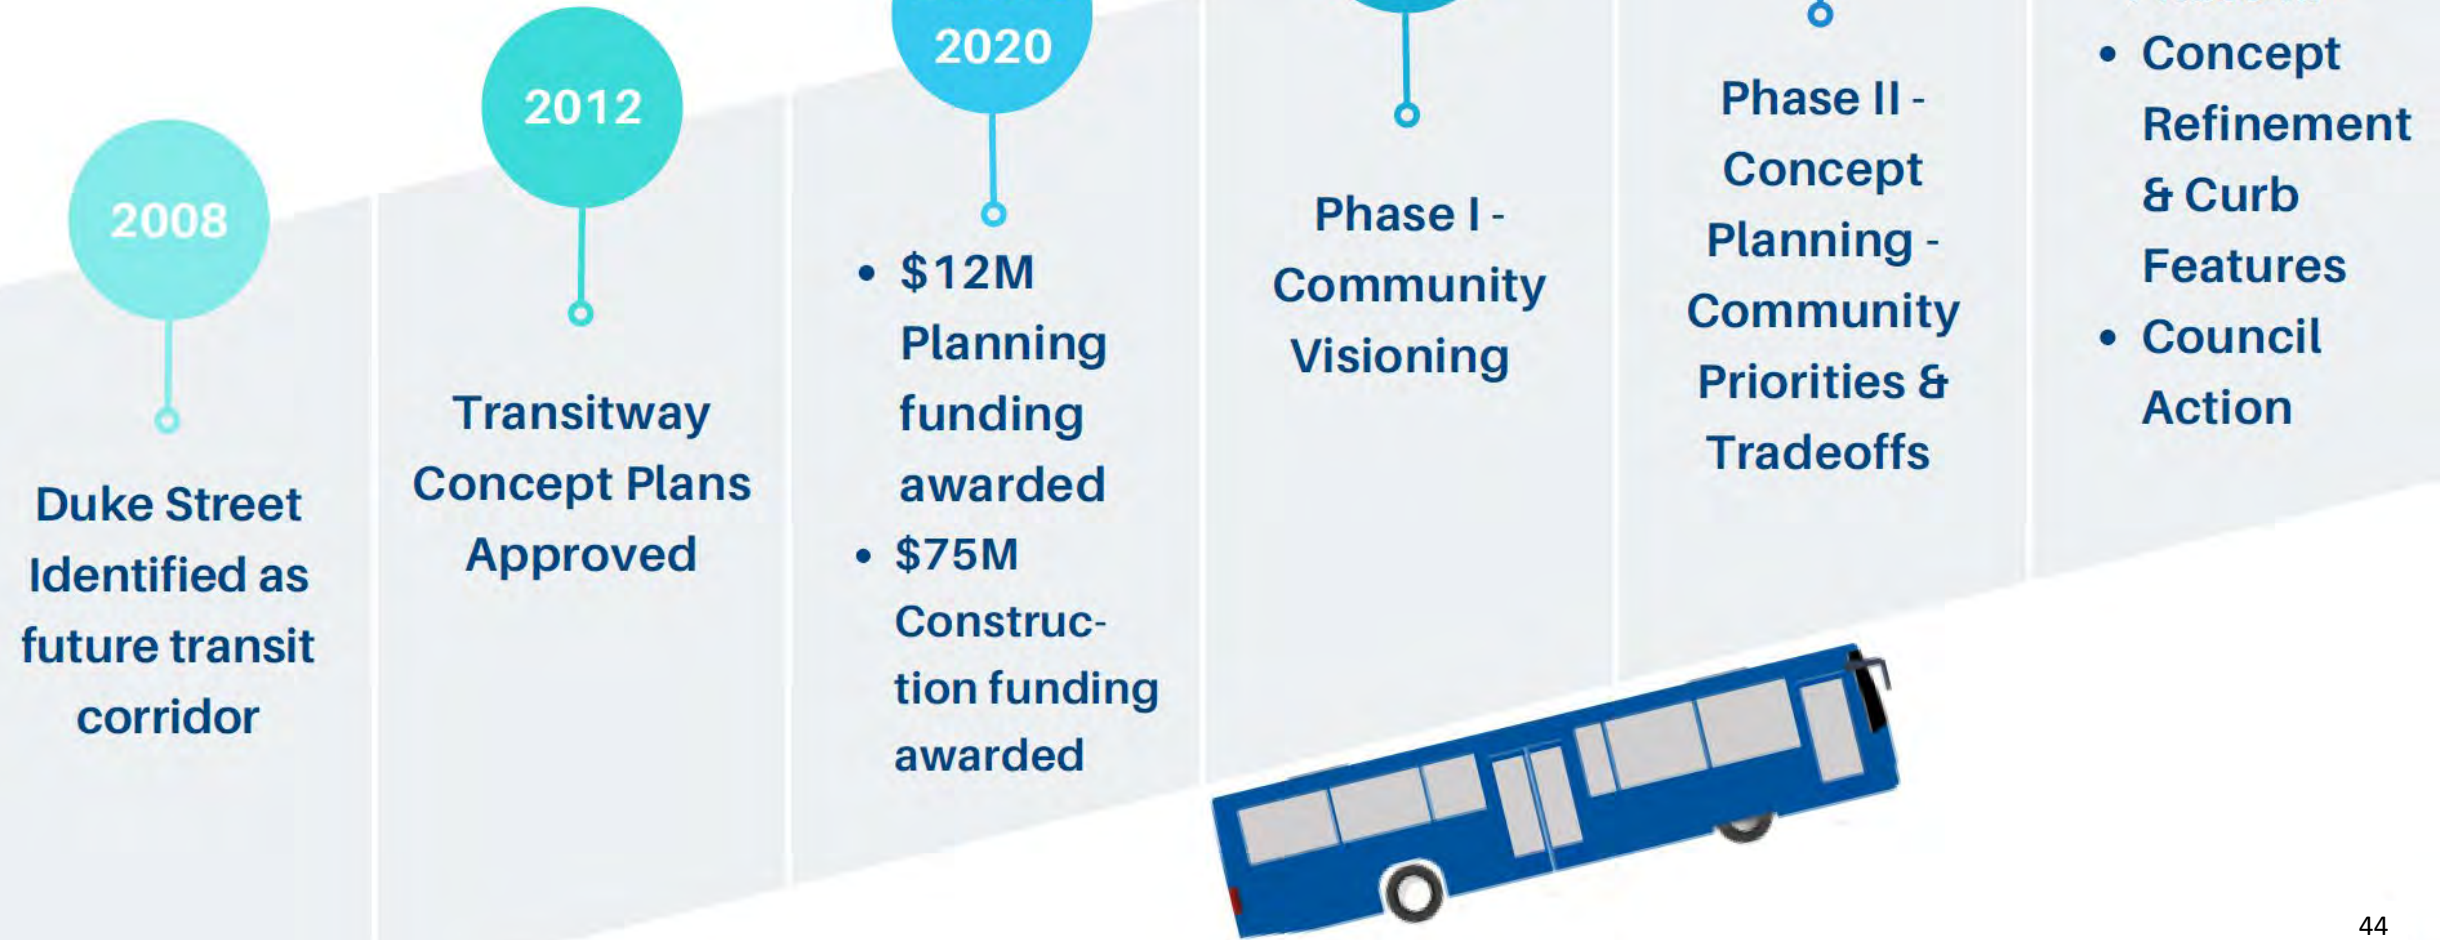 2008
Duke Street
Identified as
future transit
corridor
2012
Transitway
Concept Plans
Approved
2020
• $12M
Planning
funding
awarded
• $75M
Construc-
tion funding
awarded
Phase I -
Community
Visioning
Phase II -
Concept
Planning -
Community
Priorities &
Tradeoffs
• Concept
Refinement
& Curb
Features
• Council
Action
44